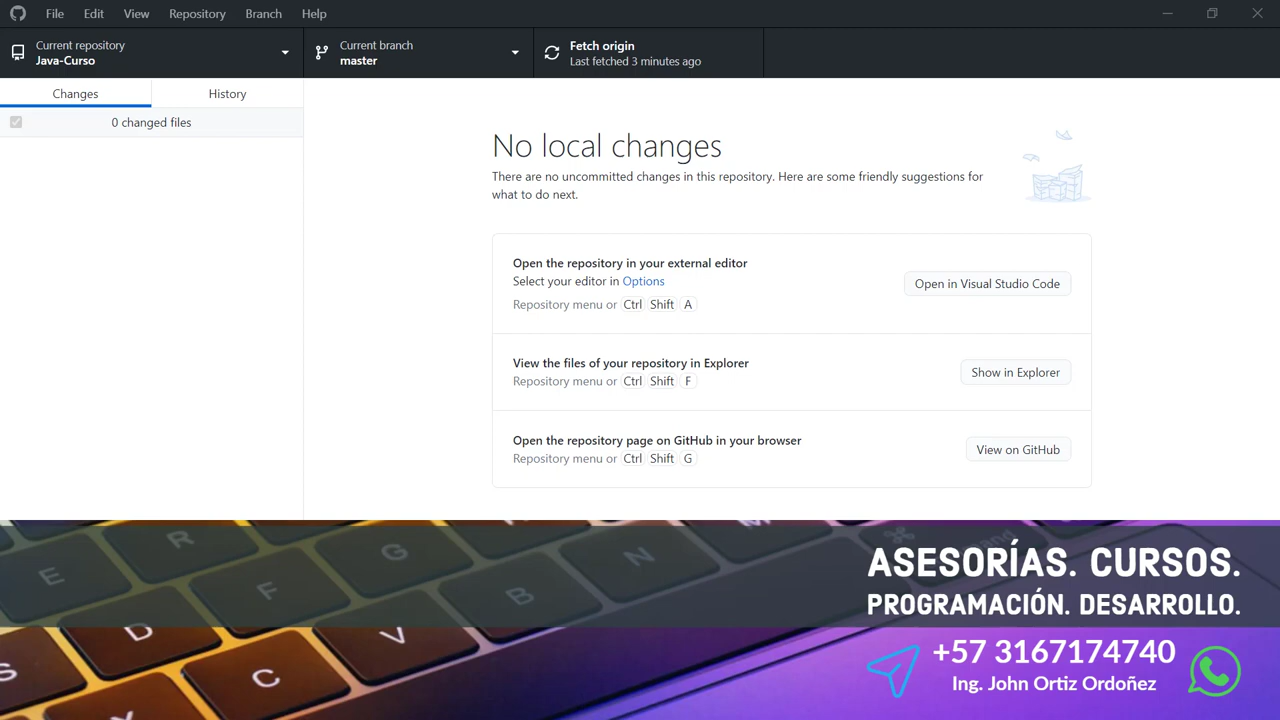 File Edit View Repository Branch Help
Current repository
Java-Curso
Current branch
master
Fetch origin
Last fetched 3 minutes ago
Changes
History
0 changed files
No local changes
There are no uncommitted changes in this repository. Here are some friendly suggestions for
what to do next.
Open the repository in your external editor
Select your editor in Options
Repository menu or Ctrl Shift A
Open in Visual Studio Code
View the files of your repository in Explorer
Repository menu or Ctrl Shift F
Show in Explorer
Open the repository page on GitHub in your browser
Repository menu or Ctrl Shift G
View on GitHub
E R F G D C V B N
ASESORÍAS. CURSOS.
PROGRAMACIÓN. DESARROLLO.
+57 3167174740
Ing. John Ortiz Ordoñez